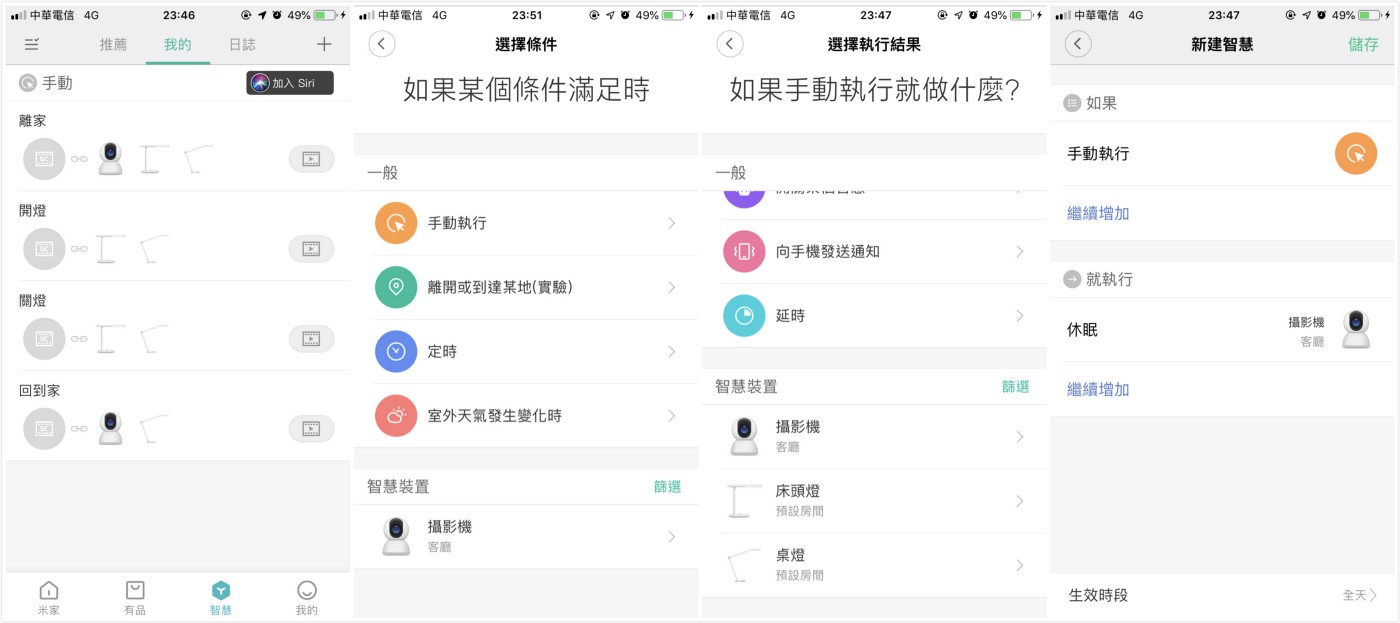 中華電信 4G 23:46 49%
推薦 我的 日誌
手動 加入 Siri
離家
開燈
關燈
回到家
米家 有品 智慧 我的
中華電信 4G 23:51 49%
選擇條件
如果某個條件滿足時
一般
手動執行
離開或到達某地(實驗)
定時
室外天氣發生變化時
智慧裝置 篩選
攝影機
客廳
中華電信 4G 23:47 49%
選擇執行結果
如果手動執行就做什麼?
一般
向手機發送通知
延時
智慧裝置 篩選
攝影機
客廳
床頭燈
預設房間
桌燈
預設房間
中華電信 4G 23:47 49%
新建智慧 儲存
如果
手動執行
繼續增加
就執行
休眠 攝影機
客廳
繼續增加
生效時段 全天